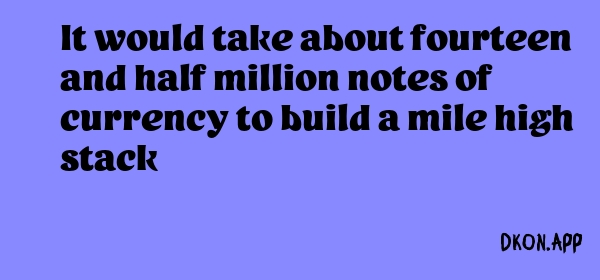 It would take about fourteen
and half million notes of
currency to build a mile high
stack
DKON.APP